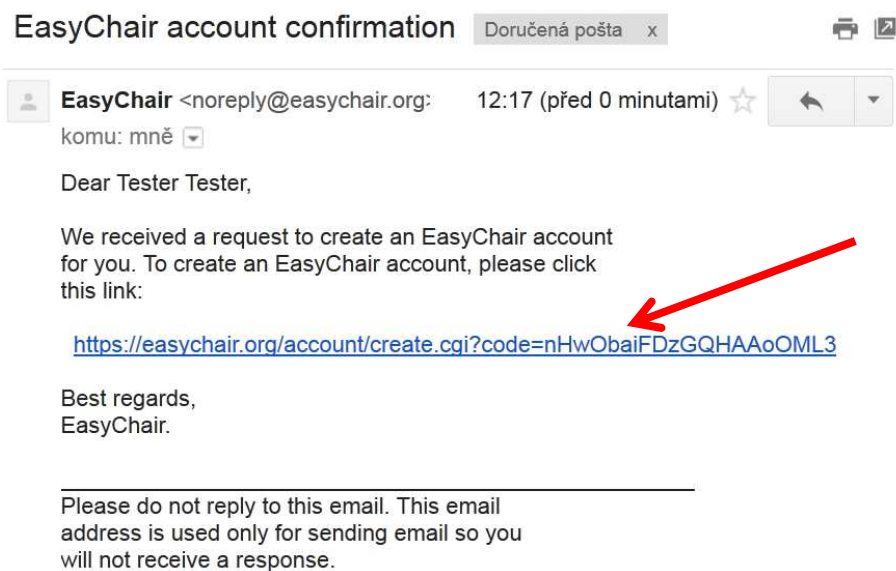 EasyChair account confirmation Doručená pošta x
EasyChair <noreply@easychair.org> 12:17 (před 0 minutami)
komu: mně
Dear Tester Tester,
We received a request to create an EasyChair account
for you. To create an EasyChair account, please click
this link:
https://easychair.org/account/create.cgi?code=nHwObaiFDzGQHAAoOML3
Best regards,
EasyChair.
Please do not reply to this email. This email
address is used only for sending email so you
will not receive a response.